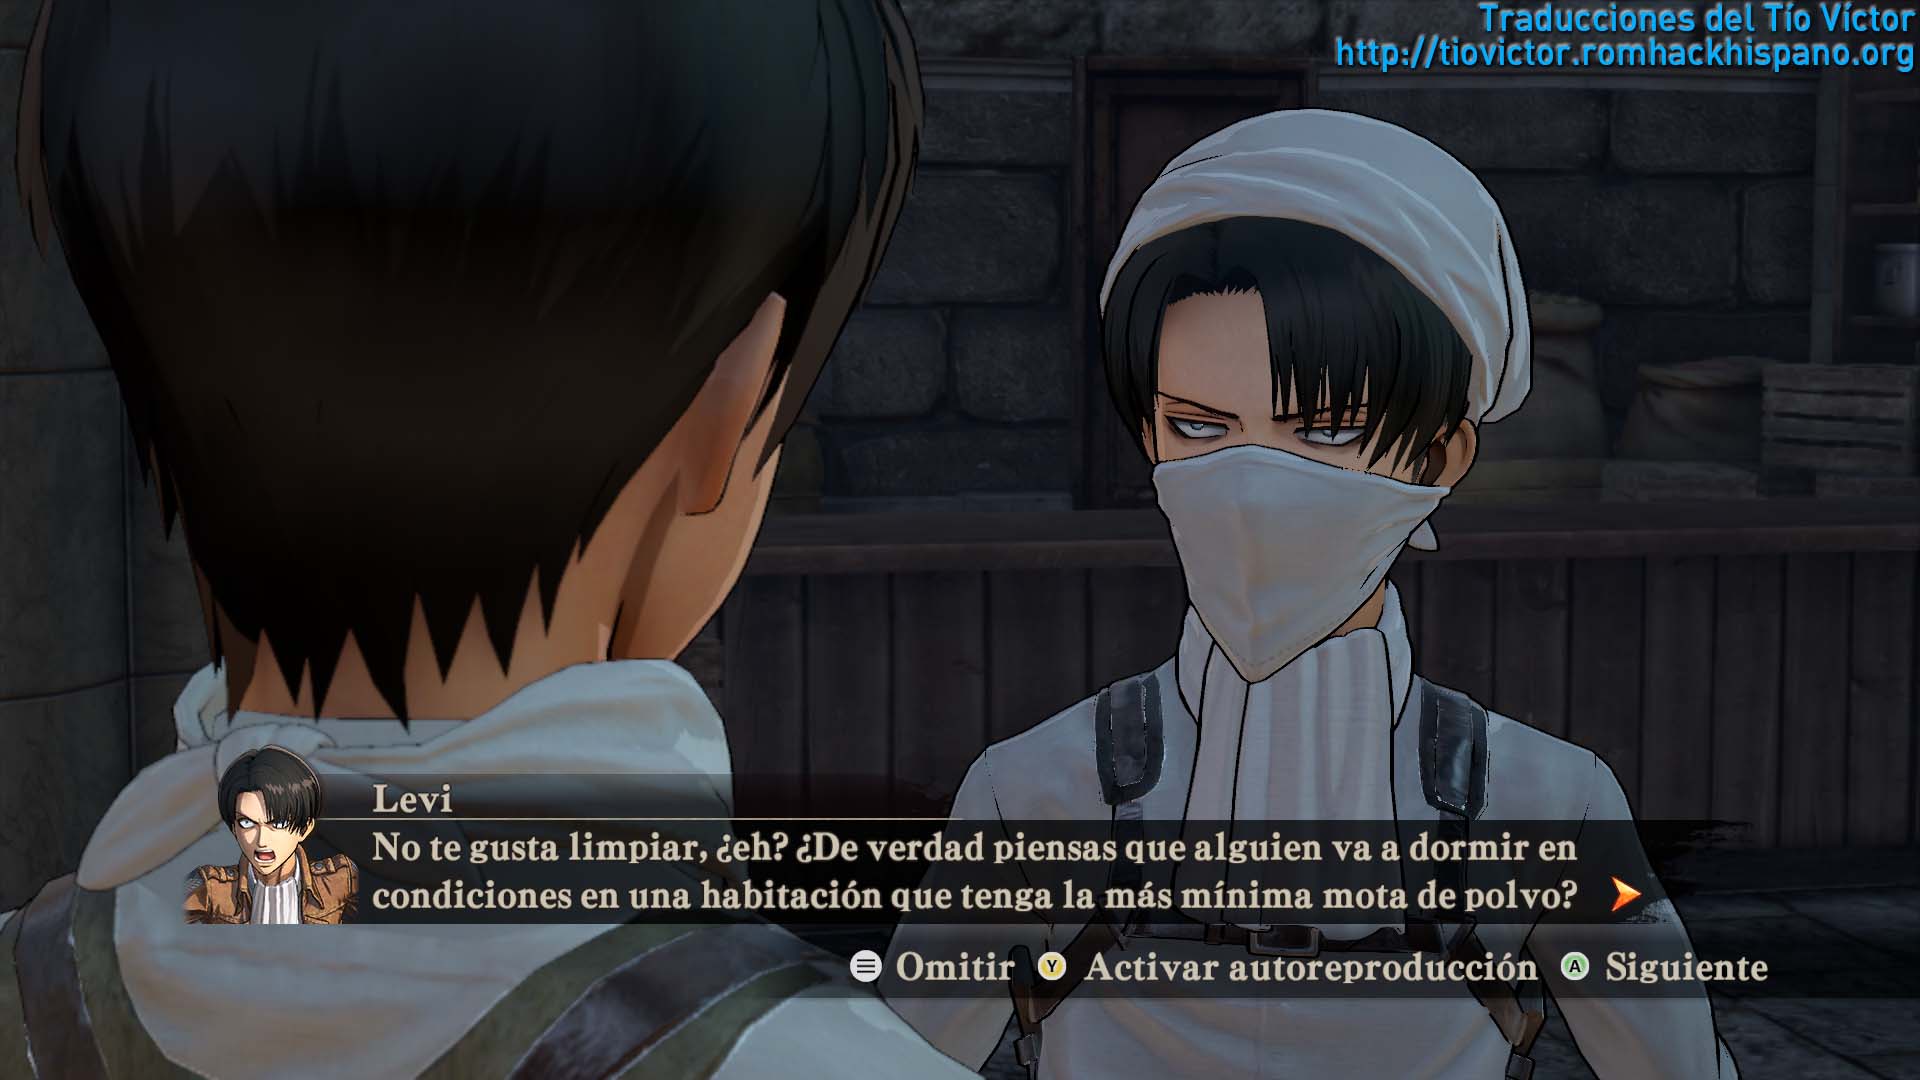 Traducciones del Tío Víctor
http://tiovictor.romhackhispano.org
Levi
No te gusta limpiar, ¿eh? ¿De verdad piensas que alguien va a dormir en
condiciones en una habitación que tenga la más mínima mota de polvo?
Omitir Y Activar autoreproducción A Siguiente